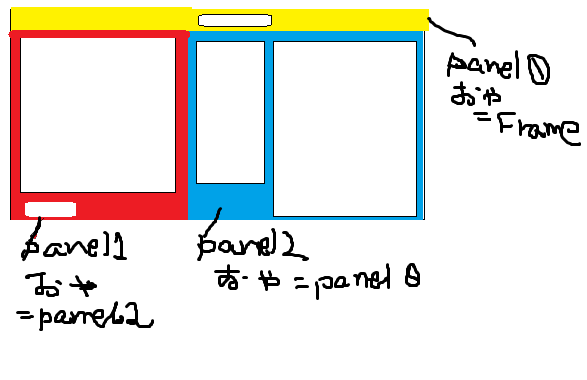 panel0
おや
=Frame
panel1
おや
=panel2
panel2
おや=panel0